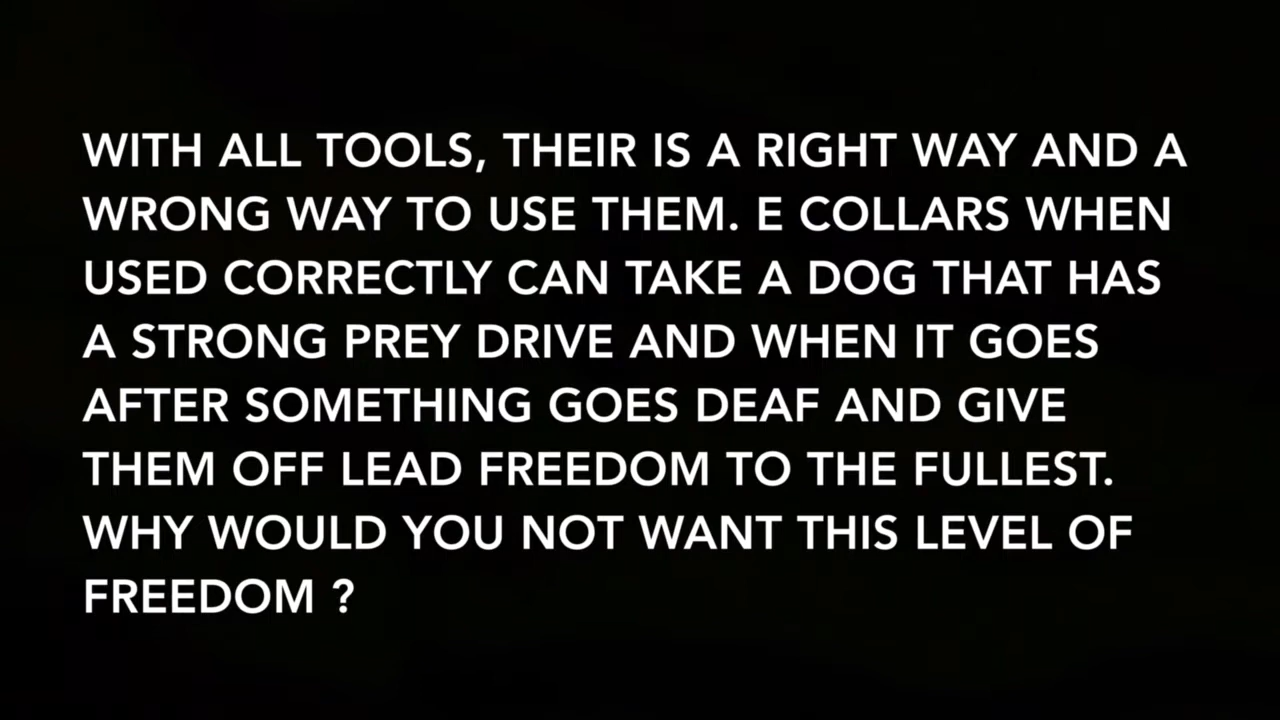 WITH ALL TOOLS, THEIR IS A RIGHT WAY AND A
WRONG WAY TO USE THEM. E COLLARS WHEN
USED CORRECTLY CAN TAKE A DOG THAT HAS
A STRONG PREY DRIVE AND WHEN IT GOES
AFTER SOMETHING GOES DEAF AND GIVE
THEM OFF LEAD FREEDOM TO THE FULLEST.
WHY WOULD YOU NOT WANT THIS LEVEL OF
FREEDOM ?